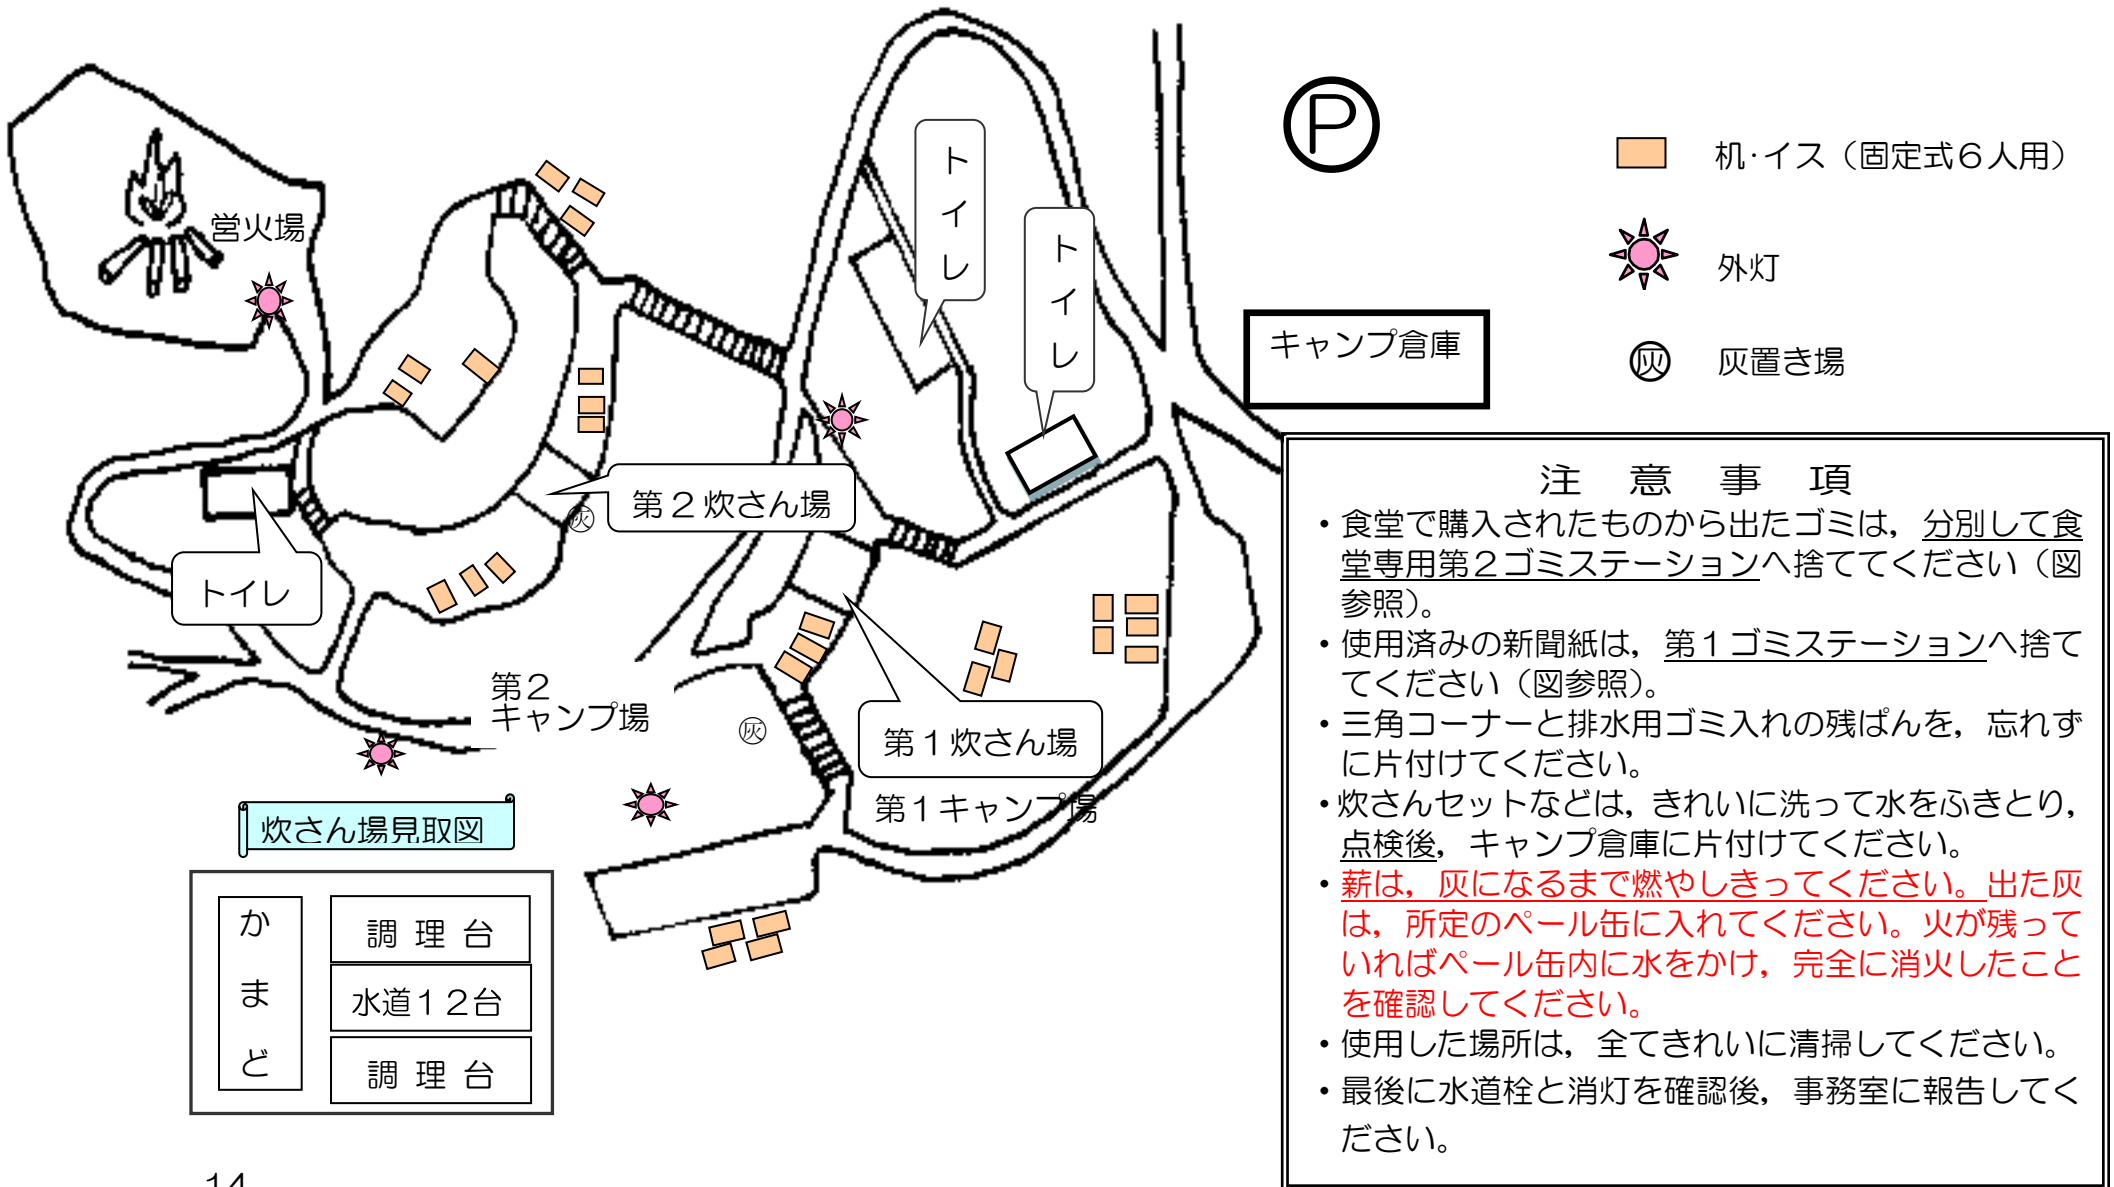 営火場
トイレ
トイレ
P
机・イス（固定式６人用）
外灯
キャンプ倉庫
灰 灰置き場
第２炊さん場
灰
トイレ
第２
キャンプ場
灰
第１炊さん場
第１キャンプ場
炊さん場見取図
かまど
調理台
水道１２台
調理台
注意事項
・食堂で購入されたものから出たゴミは，分別して食
堂専用第２ゴミステーションへ捨ててください（図
参照）。
・使用済みの新聞紙は，第１ゴミステーションへ捨て
てください（図参照）。
・三角コーナーと排水用ゴミ入れの残ぱんを，忘れず
に片付けてください。
・炊さんセットなどは，きれいに洗って水をふきとり，
点検後，キャンプ倉庫に片付けてください。
・薪は，灰になるまで燃やしきってください。出た灰
は，所定のペール缶に入れてください。火が残って
いればペール缶内に水をかけ，完全に消火したこと
を確認してください。
・使用した場所は，全てきれいに清掃してください。
・最後に水道栓と消灯を確認後，事務室に報告してく
ださい。
14